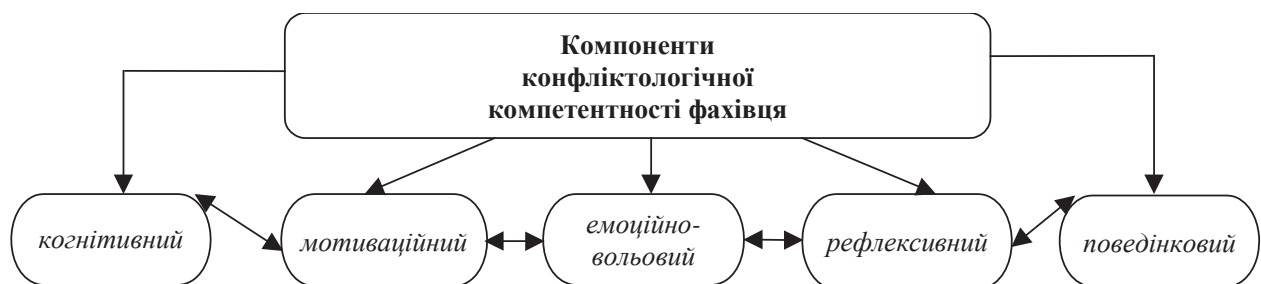 Компоненти
конфліктологічної
компетентності фахівця
когнітивний
мотиваційний
емоційно-
вольовий
рефлексивний
поведінковий